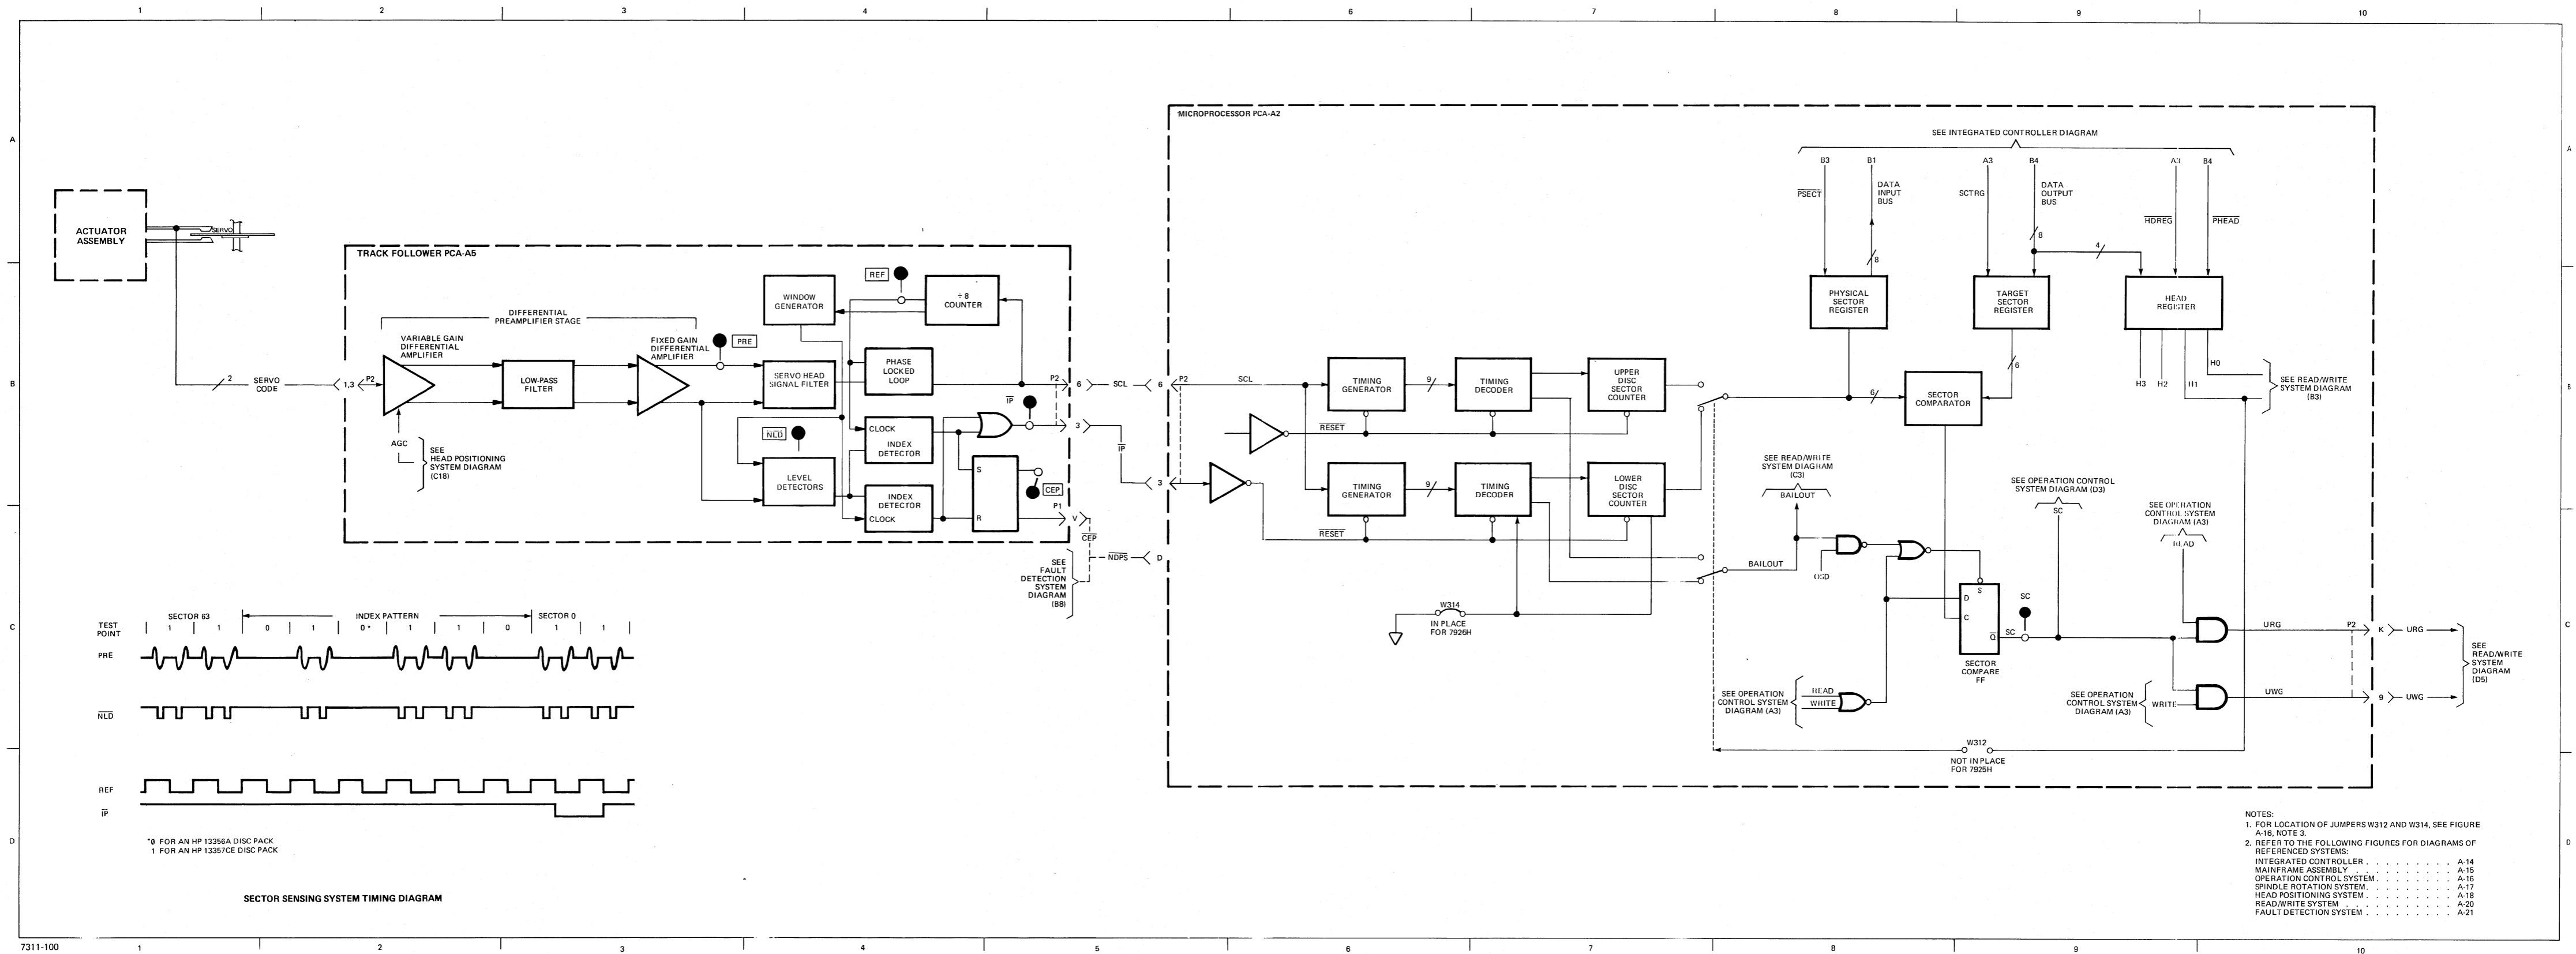 1 2 3 4 6 7 8 9 10
A
B
C
D
ACTUATOR
ASSEMBLY
SERVO
2
SERVO
CODE
TRACK FOLLOWER PCA-A5
DIFFERENTIAL
PREAMPLIFIER STAGE
VARIABLE GAIN
DIFFERENTIAL
AMPLIFIER
1,3
P2
AGC
SEE
HEAD POSITIONING
SYSTEM DIAGRAM
(C18)
LOW-PASS
FILTER
FIXED GAIN
DIFFERENTIAL
AMPLIFIER
PRE
WINDOW
GENERATOR
REF
÷ 8
COUNTER
SERVO HEAD
SIGNAL FILTER
PHASE
LOCKED
LOOP
NLD
LEVEL
DETECTORS
CLOCK
INDEX
DETECTOR
INDEX
DETECTOR
CLOCK
IP
S
R
CEP
P2
6
SCL
6
3
IP
3
P1
V
CEP
NDPS
D
SEE
FAULT
DETECTION
SYSTEM
DIAGRAM
(B8)
MICROPROCESSOR PCA-A2
P2
SCL
TIMING
GENERATOR
9
TIMING
DECODER
UPPER
DISC
SECTOR
COUNTER
RESET
TIMING
GENERATOR
9
TIMING
DECODER
LOWER
DISC
SECTOR
COUNTER
RESET
W314
IN PLACE
FOR 7925H
SEE INTEGRATED CONTROLLER DIAGRAM
B3 B1 A3 B4 A3 B4
PSECT
DATA
INPUT
BUS
SCTRG
DATA
OUTPUT
BUS
HDREG
PHEAD
8
8
4
PHYSICAL
SECTOR
REGISTER
TARGET
SECTOR
REGISTER
HEAD
REGISTER
6
6
SECTOR
COMPARATOR
H3 H2 H1 H0
SEE READ/WRITE
SYSTEM DIAGRAM
(B3)
SEE READ/WRITE
SYSTEM DIAGRAM
(C3)
BAILOUT
BAILOUT
OSD
SEE OPERATION CONTROL
SYSTEM DIAGRAM (D3)
SC
SEE OPERATION
CONTROL SYSTEM
DIAGRAM (A3)
READ
S
D
C
Q
SC
SC
SECTOR
COMPARE
FF
SEE OPERATION
CONTROL SYSTEM
DIAGRAM (A3)
READ
WRITE
SEE OPERATION
CONTROL SYSTEM
DIAGRAM (A3)
WRITE
URG
P2
K
URG
UWG
9
UWG
SEE
READ/WRITE
SYSTEM
DIAGRAM
(D5)
W312
NOT IN PLACE
FOR 7925H
SECTOR 63 INDEX PATTERN SECTOR 0
TEST
POINT
1 1 0 1 0* 1 1 0 1 1
PRE
NLD
REF
IP
*0 FOR AN HP 13356A DISC PACK
1 FOR AN HP 13357CE DISC PACK
SECTOR SENSING SYSTEM TIMING DIAGRAM
NOTES:
1. FOR LOCATION OF JUMPERS W312 AND W314, SEE FIGURE
A-16, NOTE 3.
2. REFER TO THE FOLLOWING FIGURES FOR DIAGRAMS OF
REFERENCED SYSTEMS:
INTEGRATED CONTROLLER . . . . . . . . . A-14
MAINFRAME ASSEMBLY . . . . . . . . . . A-15
OPERATION CONTROL SYSTEM . . . . . . . . A-16
SPINDLE ROTATION SYSTEM . . . . . . . . . A-17
HEAD POSITIONING SYSTEM . . . . . . . . . A-18
READ/WRITE SYSTEM . . . . . . . . . . . A-20
FAULT DETECTION SYSTEM . . . . . . . . . A-21
A
B
C
D
7311-100
1 2 3 4 5 6 7 8 9 10